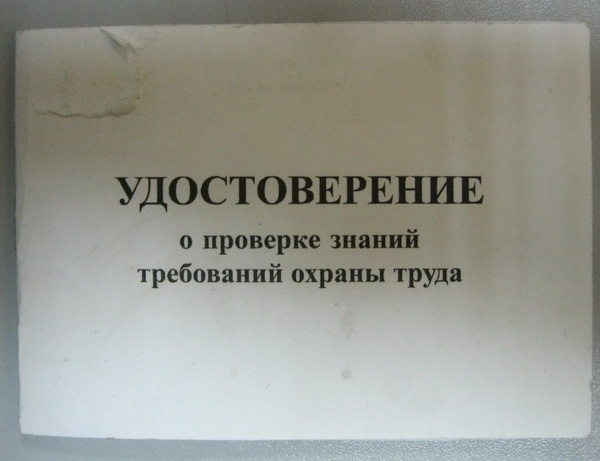 УДОСТОВЕРЕНИЕ
о проверке знаний
требований охраны труда